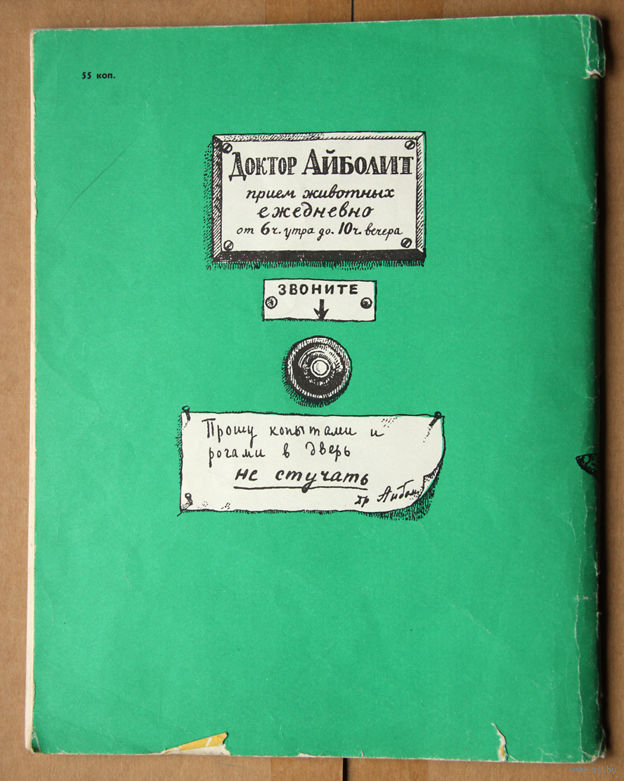 55 коп.
ДОКТОР АЙБОЛИТ
прием животных
ежедневно
от 6ч. утра до 10ч. вечера
ЗВОНИТЕ
Прошу копытами и
рогами в дверь
не стучать